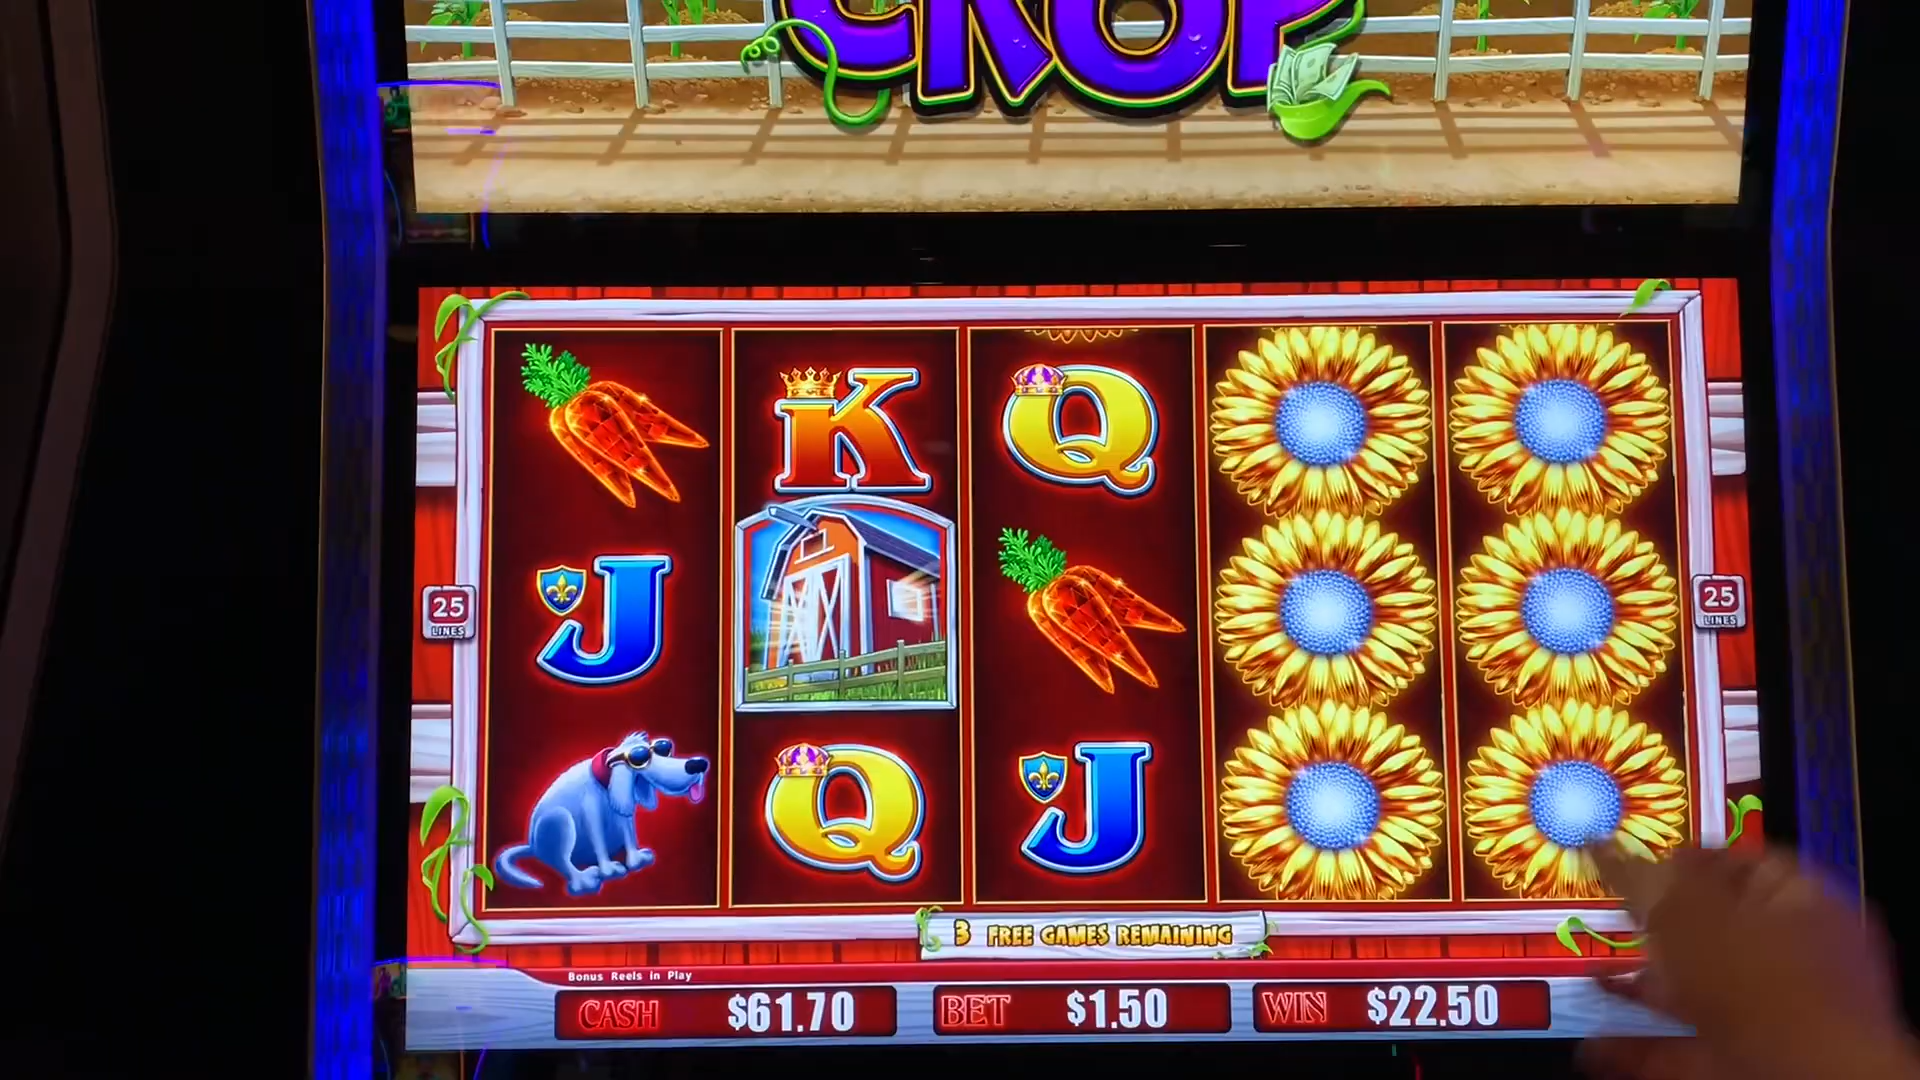 CROP
K
Q
J
25
LINES
25
LINES
Q
J
3 FREE GAMES REMAINING
Bonus Reels in Play
CASH $61.70 BET $1.50 WIN $22.50